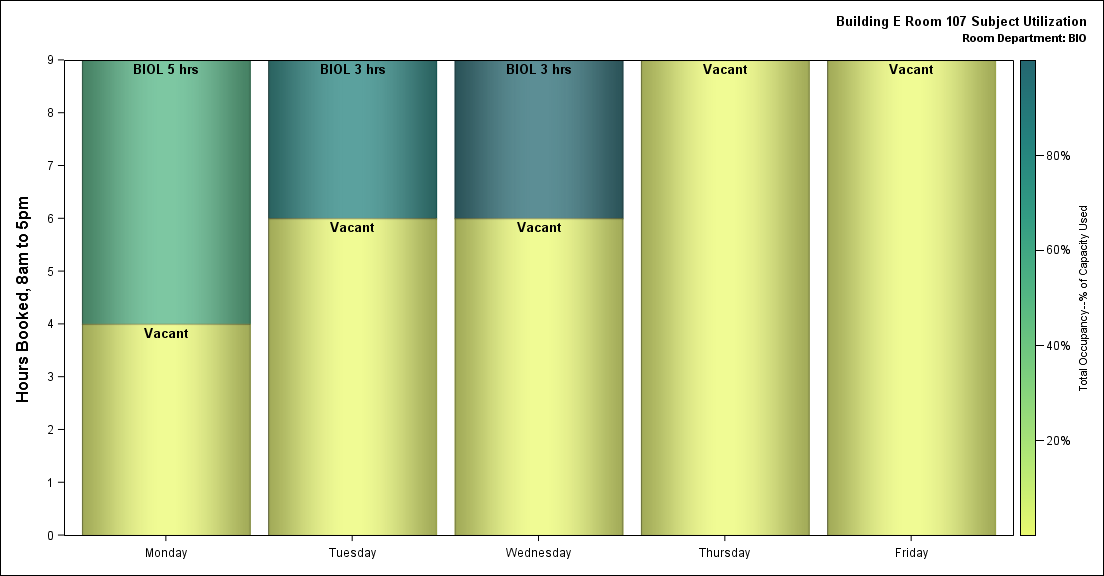 Building E Room 107 Subject Utilization
Room Department: BIO
Hours Booked, 8am to 5pm
9
8
7
6
5
4
3
2
1
0
BIOL 5 hrs
Vacant
BIOL 3 hrs
Vacant
BIOL 3 hrs
Vacant
Vacant
Vacant
Monday
Tuesday
Wednesday
Thursday
Friday
80%
60%
40%
20%
Total Occupancy--% of Capacity Used